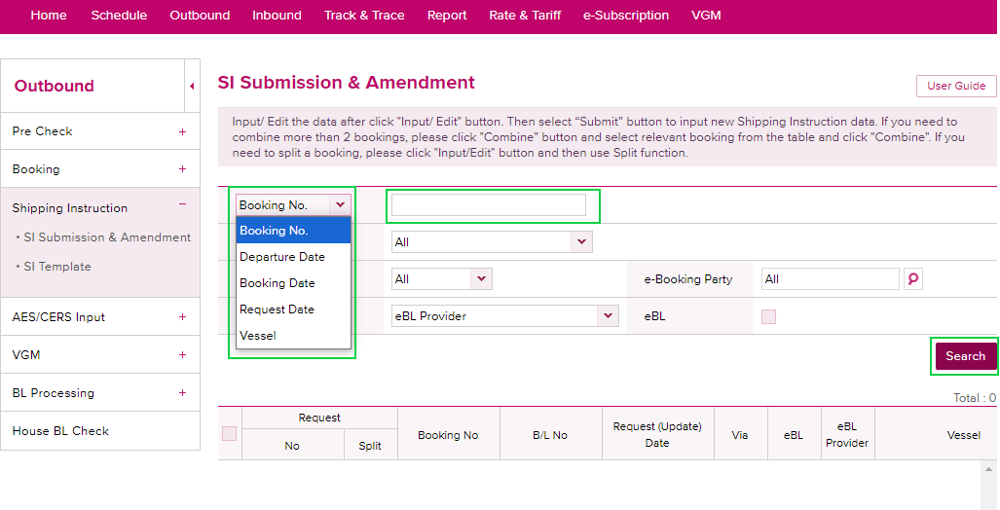 Home Schedule Outbound Inbound Track & Trace Report Rate & Tariff e-Subscription VGM
Outbound
Pre Check +
Booking +
Shipping Instruction −
• SI Submission & Amendment
• SI Template
AES/CERS Input +
VGM +
BL Processing +
House BL Check
SI Submission & Amendment
User Guide
Input/ Edit the data after click "Input/ Edit" button. Then select “Submit” button to input new Shipping Instruction data. If you need to
combine more than 2 bookings, please click "Combine" button and select relevant booking from the table and click "Combine". If you
need to split a booking, please click "Input/Edit" button and then use Split function.
Booking No.
Booking No.
Departure Date
Booking Date
Request Date
Vessel
All
All e-Booking Party All
eBL Provider eBL
Search
Total : 0
Request
No Split
Booking No
B/L No
Request (Update)
Date
Via
eBL
eBL
Provider
Vessel